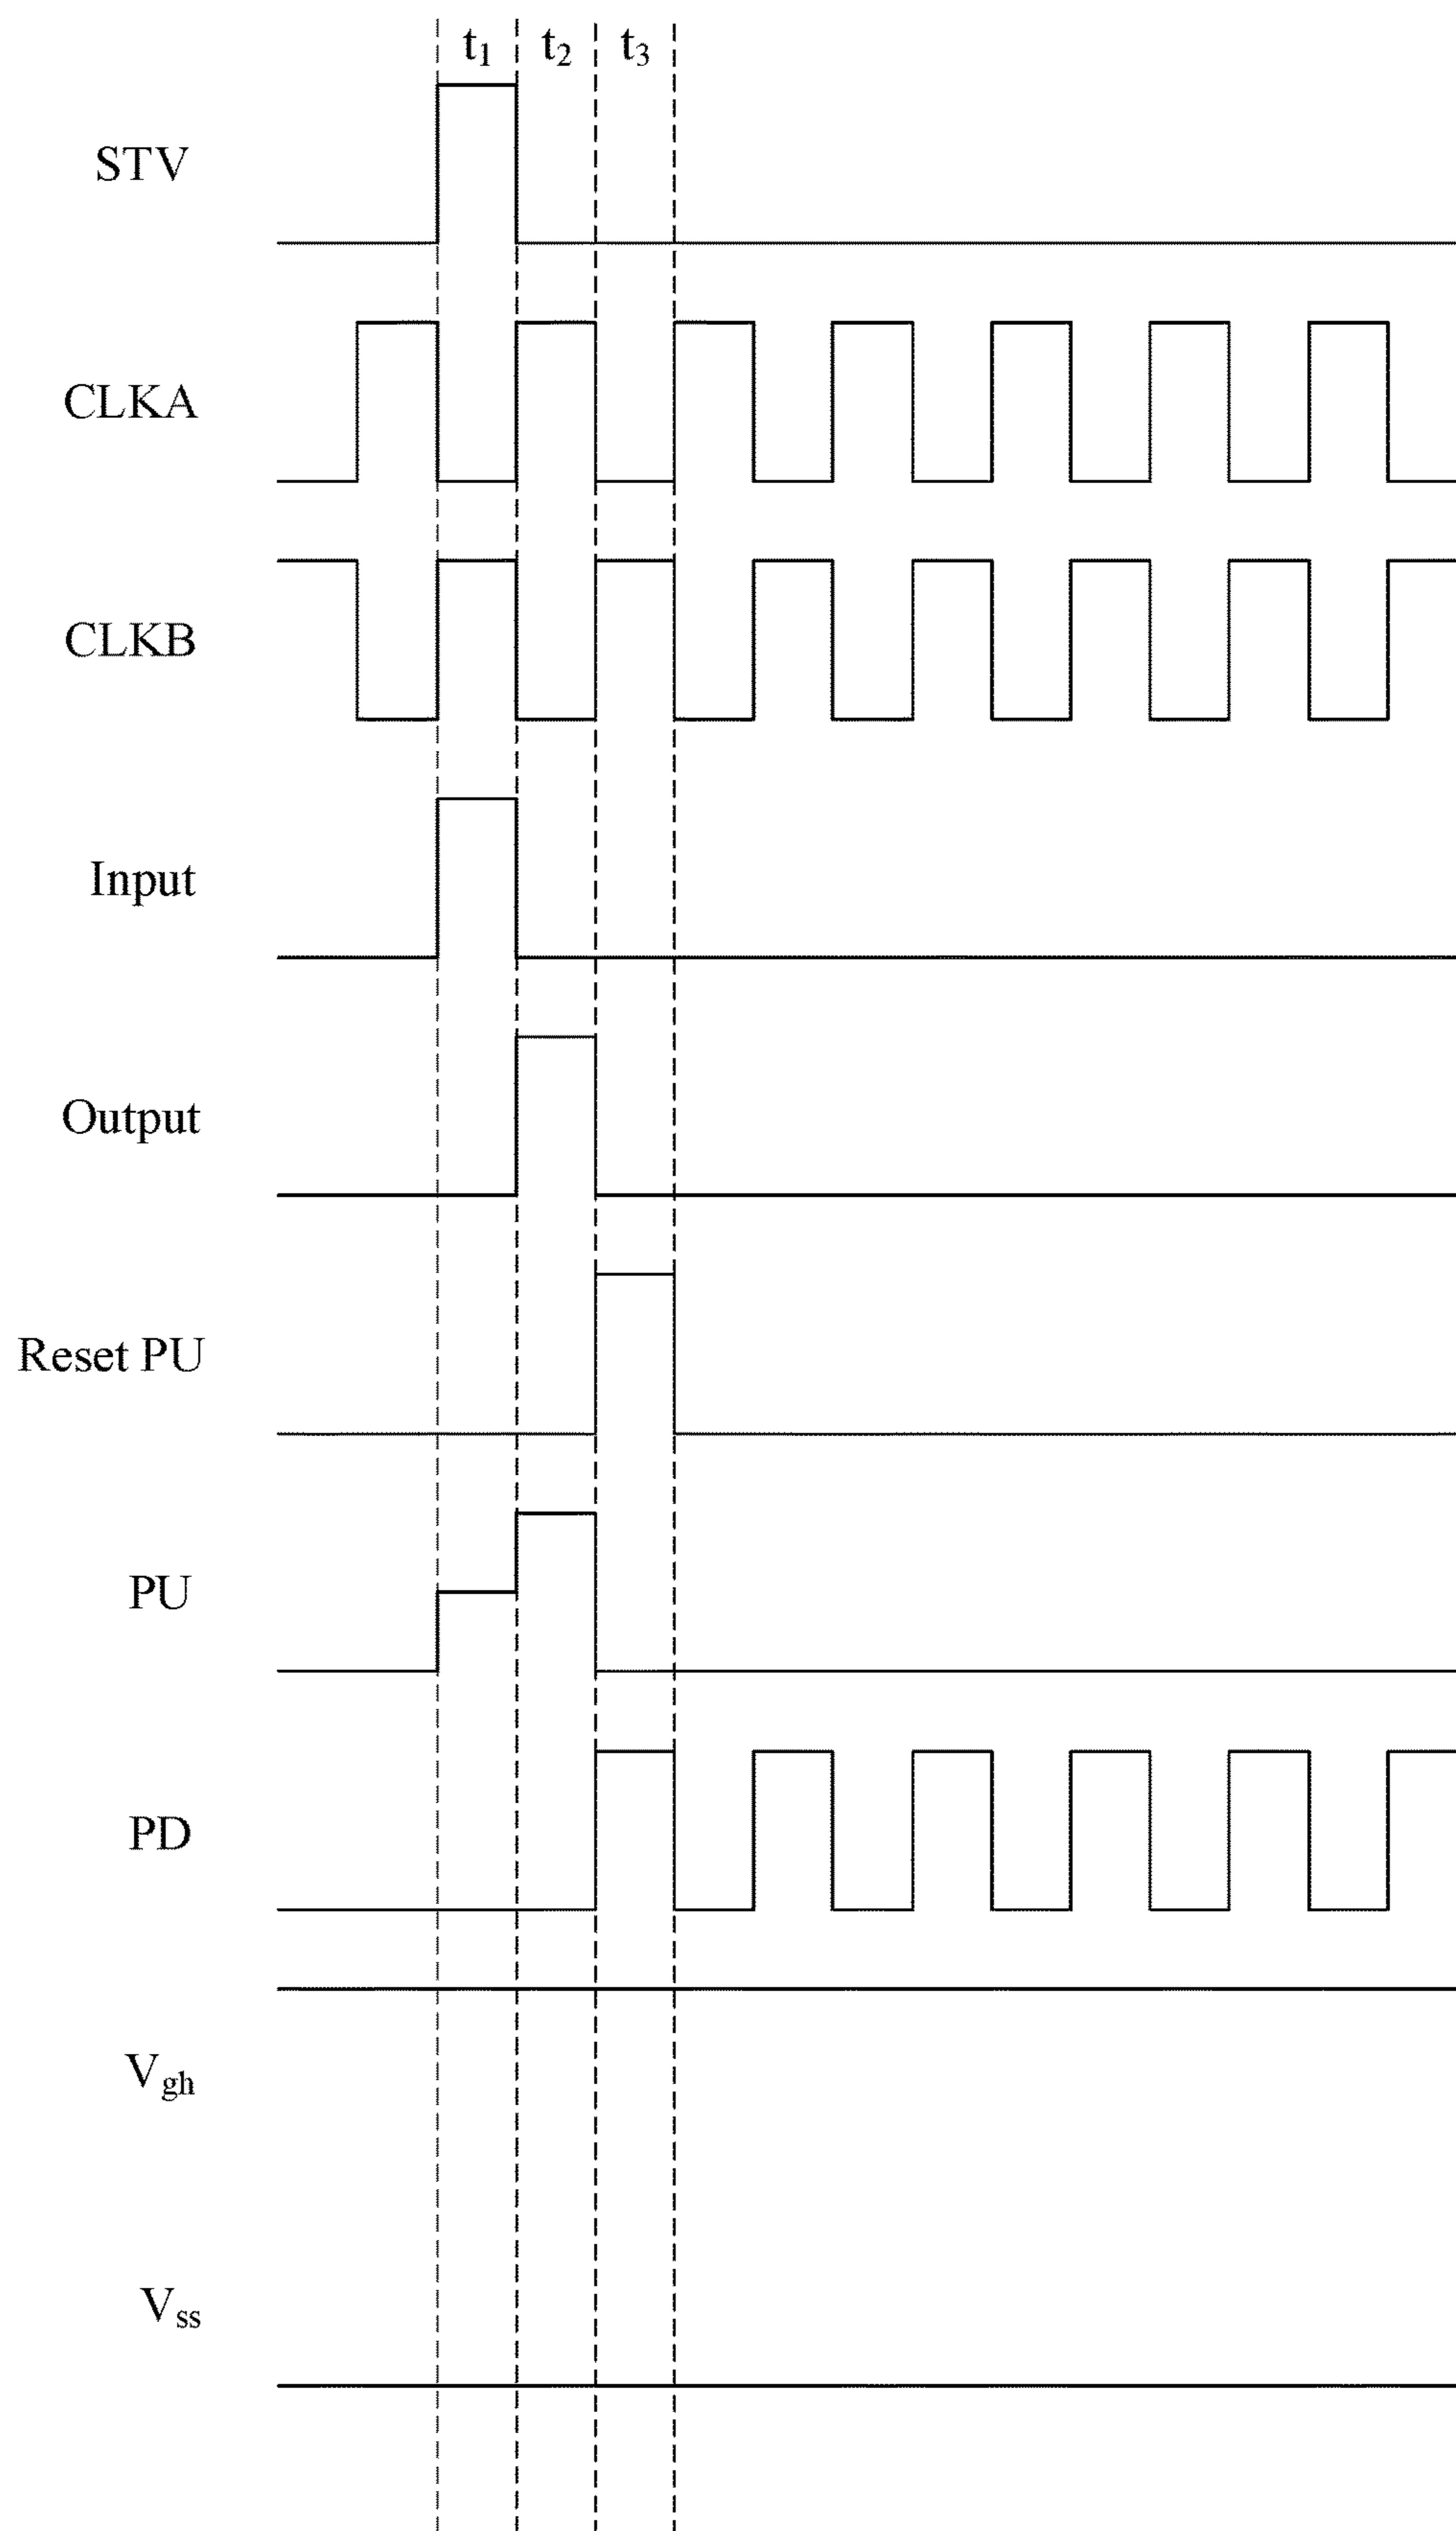 t₁ t₂ t₃
STV
CLKA
CLKB
Input
Output
Reset PU
PU
PD
Vgh
Vss